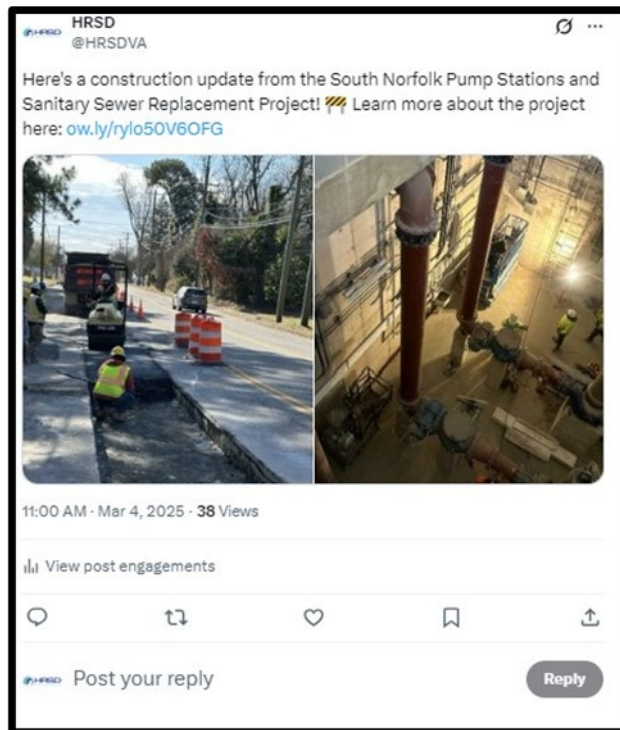 HRSD
HRSD
@HRSDVA
Here's a construction update from the South Norfolk Pump Stations and
Sanitary Sewer Replacement Project! 🚧 Learn more about the project
here: ow.ly/rylo50V6OFG
11:00 AM · Mar 4, 2025 · 38 Views
View post engagements
HRSD
Post your reply
Reply